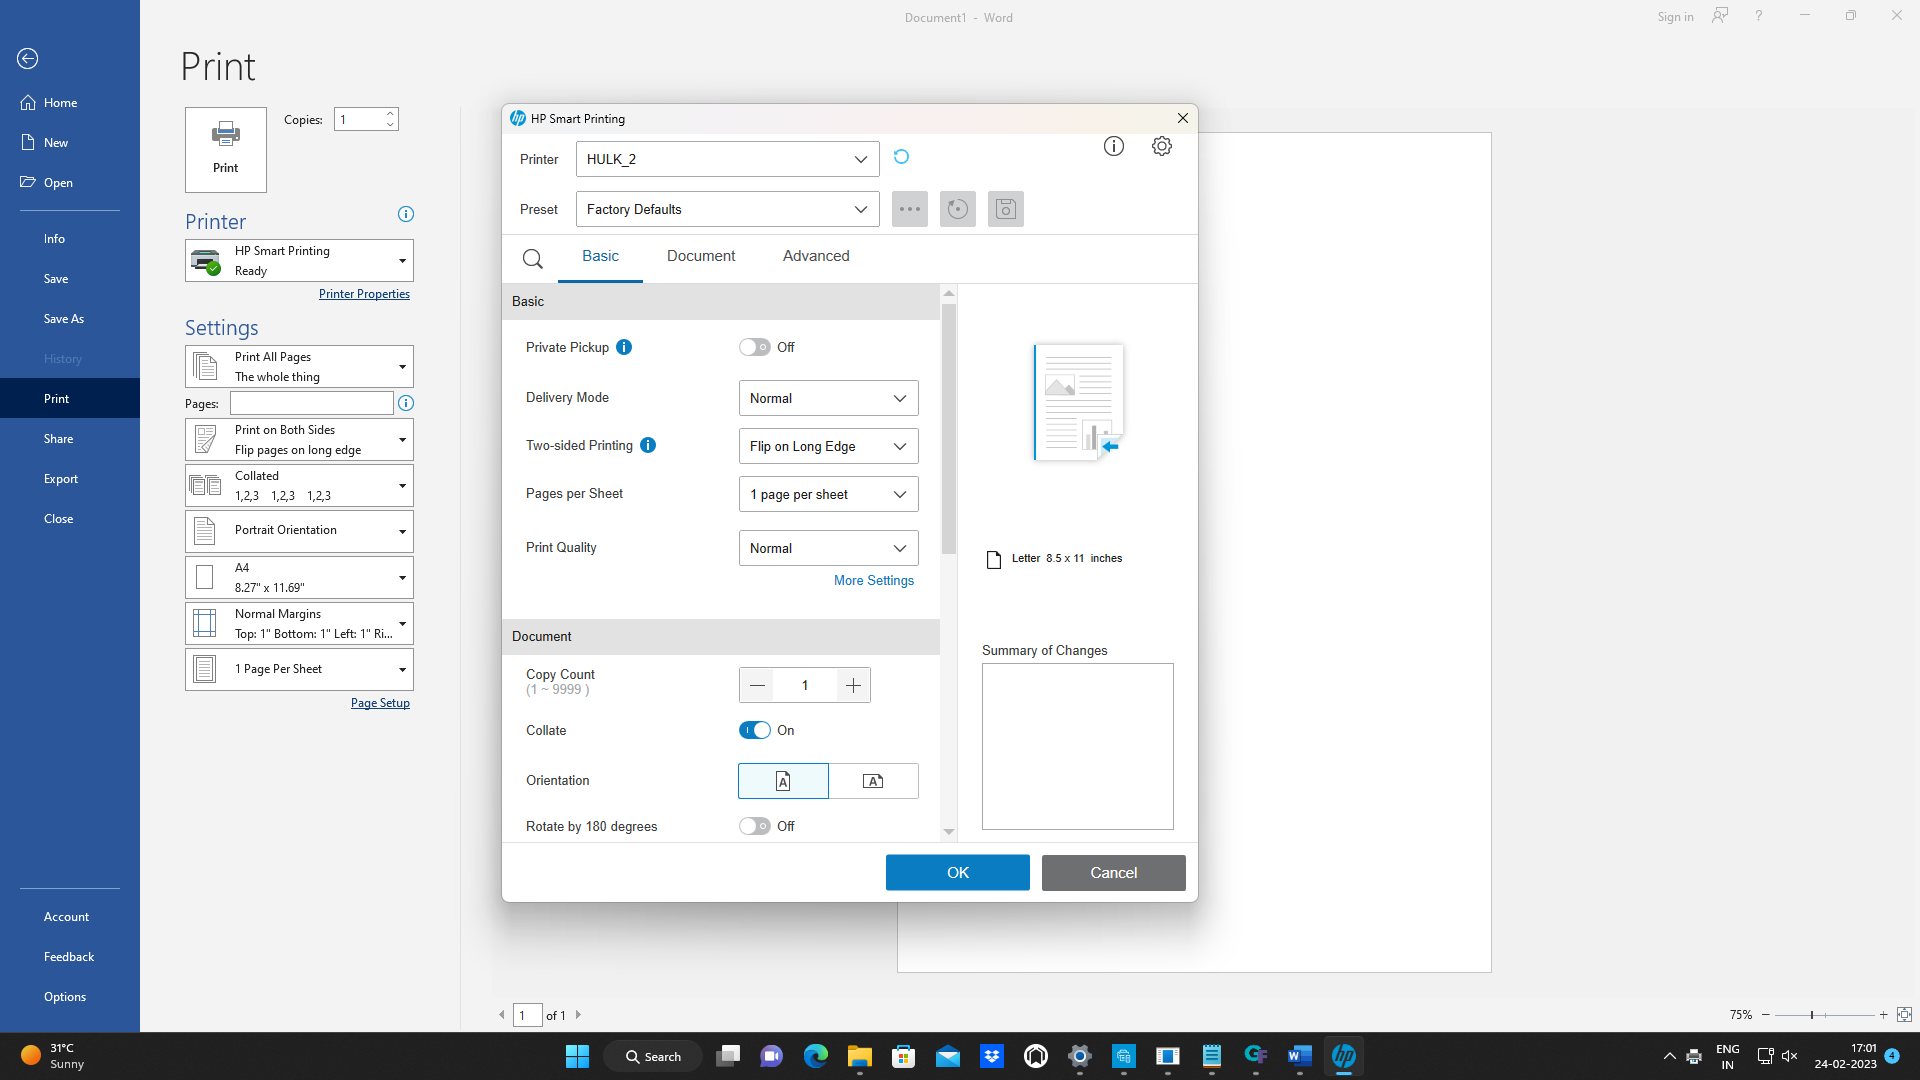 Document1 - Word
Sign in
?
Print
Home
New
Open
Info
Save
Save As
History
Print
Share
Export
Close
Account
Feedback
Options
Print
Copies: 1
Printer
HP Smart Printing
Ready
Printer Properties
Settings
Print All Pages
The whole thing
Pages:
Print on Both Sides
Flip pages on long edge
Collated
1,2,3 1,2,3 1,2,3
Portrait Orientation
A4
8.27" x 11.69"
Normal Margins
Top: 1" Bottom: 1" Left: 1" Ri...
1 Page Per Sheet
Page Setup
hp HP Smart Printing
Printer HULK_2
Preset Factory Defaults
Basic Document Advanced
Basic
Private Pickup Off
Delivery Mode Normal
Two-sided Printing Flip on Long Edge
Pages per Sheet 1 page per sheet
Print Quality Normal
More Settings
Document
Copy Count 1
(1 ~ 9999 )
Collate On
Orientation A A
Rotate by 180 degrees Off
Letter 8.5 x 11 inches
Summary of Changes
OK Cancel
1 of 1
75%
31°C
Sunny
Search
ENG
IN
17:01
24-02-2023
4